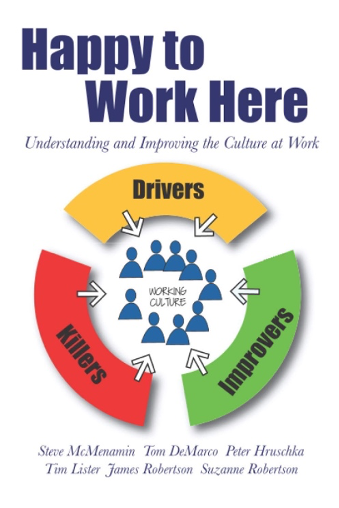 Happy to
Work Here
Understanding and Improving the Culture at Work
Drivers
WORKING
CULTURE
Killers
Improvers
Steve McMenamin Tom DeMarco Peter Hruschka
Tim Lister James Robertson Suzanne Robertson